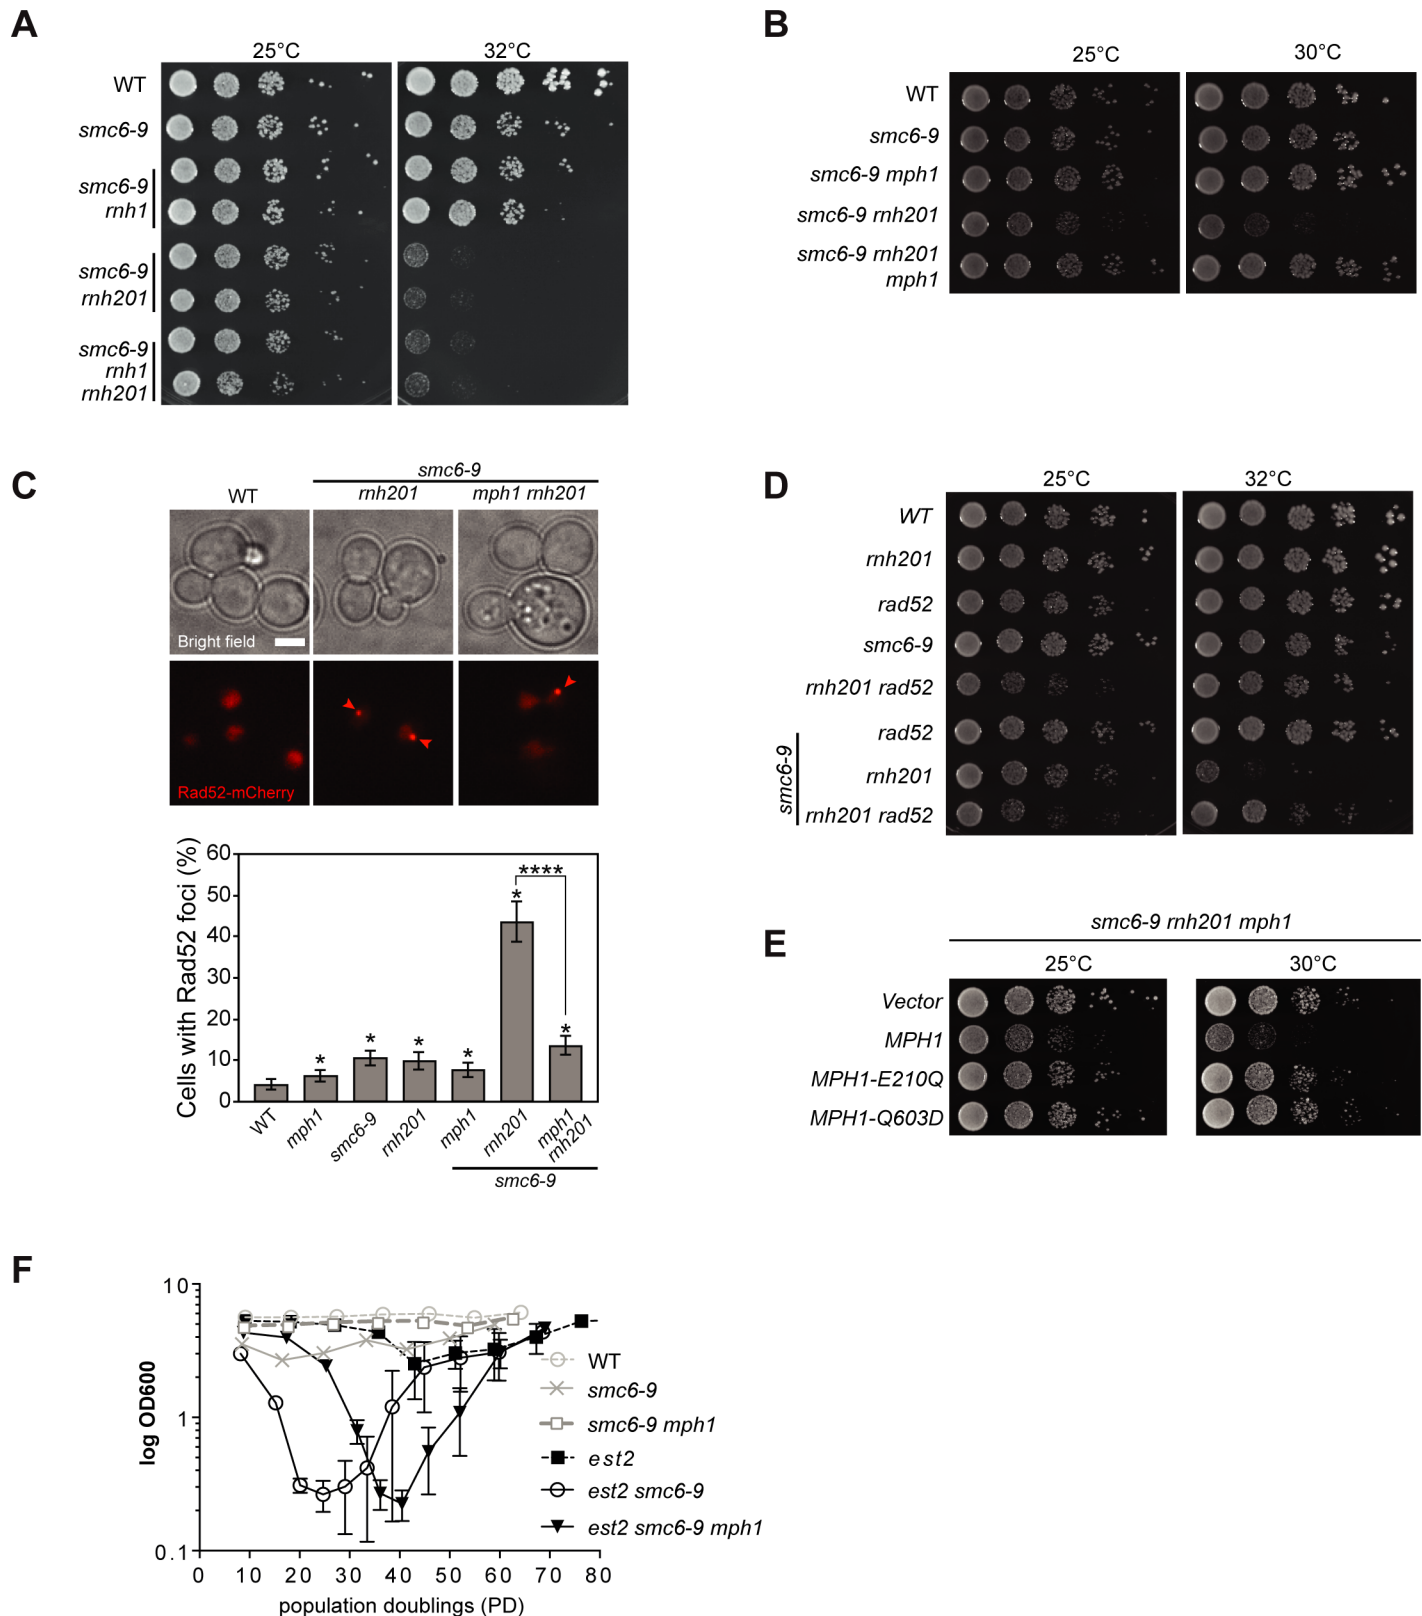 A
25°C
32°C
WT
smc6-9
smc6-9
rnh1
smc6-9
rnh201
smc6-9
rnh1
rnh201
B
25°C
30°C
WT
smc6-9
smc6-9 mph1
smc6-9 rnh201
smc6-9 rnh201
mph1
C
smc6-9
WT
rnh201
mph1 rnh201
Bright field
Rad52-mCherry
Cells with Rad52 foci (%)
60
50
40
30
20
10
0
*
*
*
*
*
****
*
WT
mph1
smc6-9
rnh201
mph1
rnh201
mph1
rnh201
smc6-9
D
25°C
32°C
WT
rnh201
rad52
smc6-9
rnh201 rad52
smc6-9
rad52
rnh201
rnh201 rad52
E
smc6-9 rnh201 mph1
25°C
30°C
Vector
MPH1
MPH1-E210Q
MPH1-Q603D
F
log OD600
10
1
0.1
0 10 20 30 40 50 60 70 80
population doublings (PD)
WT
smc6-9
smc6-9 mph1
est2
est2 smc6-9
est2 smc6-9 mph1